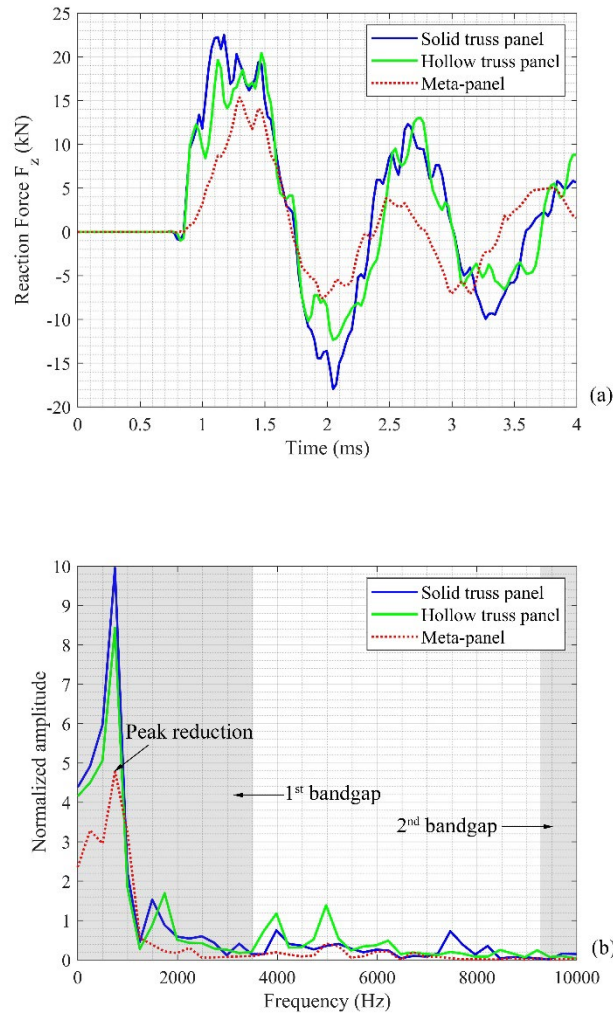 25
20
15
10
5
0
-5
-10
-15
-20
Reaction Force Fz (kN)
Solid truss panel
Hollow truss panel
Meta-panel
0 0.5 1 1.5 2 2.5 3 3.5 4
Time (ms)
(a)
10
9
8
7
6
5
4
3
2
1
0
Normalized amplitude
Solid truss panel
Hollow truss panel
Meta-panel
Peak reduction
1st bandgap
2nd bandgap
(b)
0 2000 4000 6000 8000 10000
Frequency (Hz)